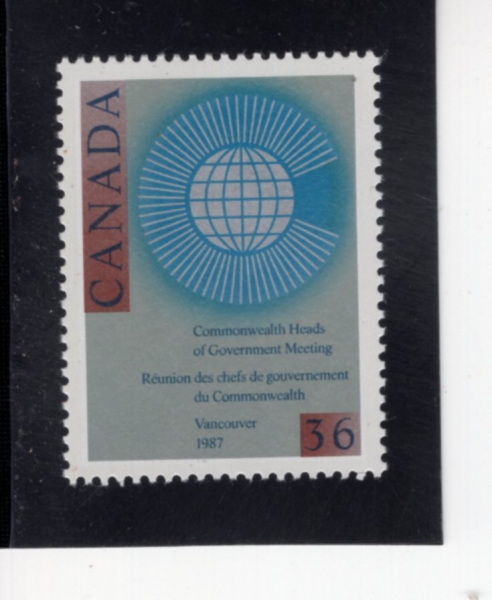 CANADA
Commonwealth Heads
of Government Meeting
Réunion des chefs de gouvernement
du Commonwealth
Vancouver
1987
36